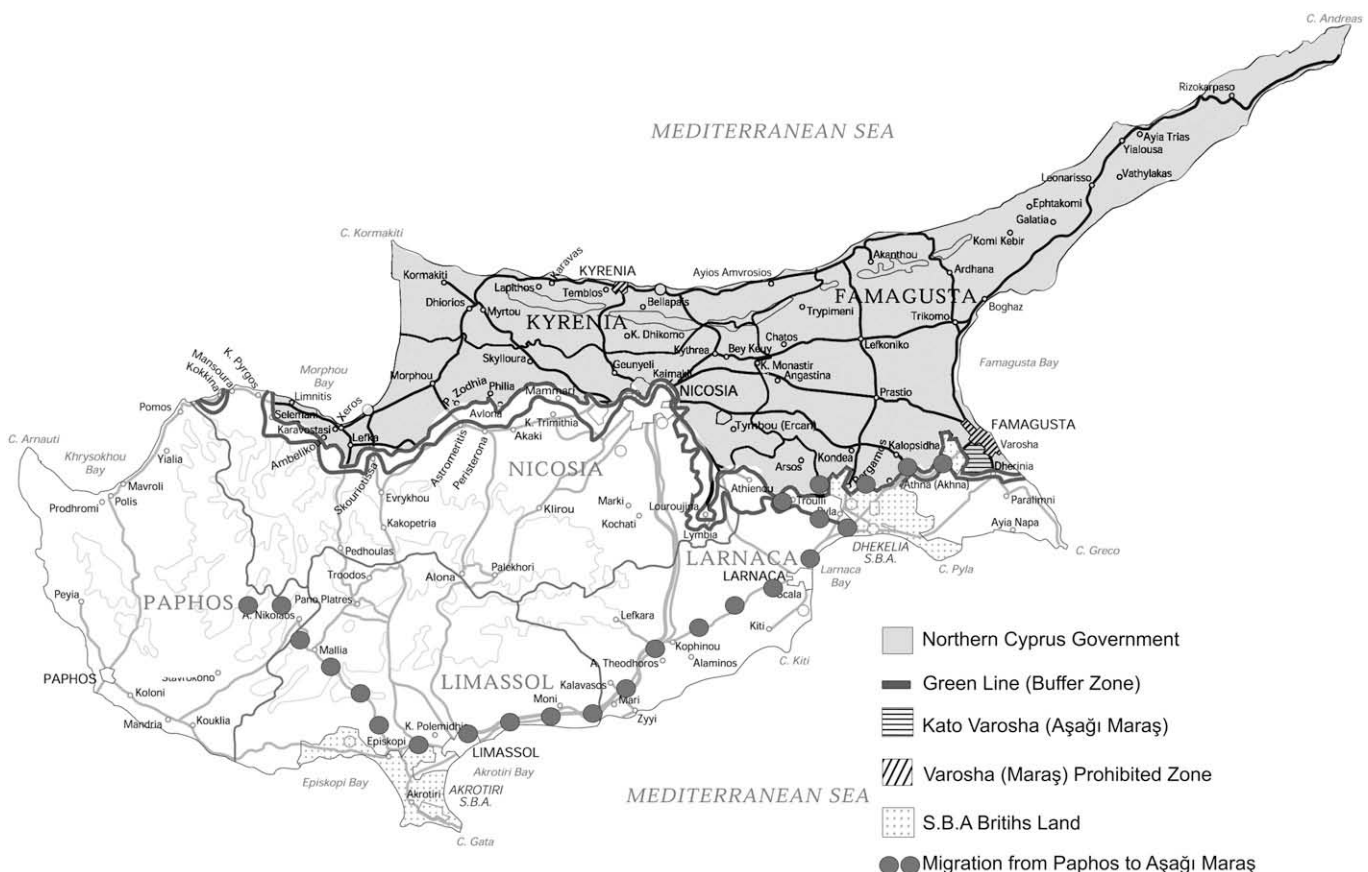 C. Andreas
Rizokarpaso
MEDITERRANEAN SEA
Ayia Trias
Yialousa
Vathylakas
Leonarisso
Ephtakomi
Galatia
Komi Kebir
C. Kormakiti
Akanthou
Kormakiti
Karavas
KYRENIA
Ayios Amvrosios
Ardhana
Lapithos
Temblos
Dhiorios
Myrtou
Bellapais
FAMAGUSTA
Boghaz
KYRENIA
Trypimeni
Trikomo
K. Dhikomo
Chatos
Lefkoniko
Kythrea
Bey Keuy
Skylloura
Geunyeli
K. Monastir
Famagusta Bay
Mansoura
Kokkina
K. Pyrgos
Morphou
Bay
Morphou
Kaimakli
Angastina
P. Zodhia
Philia
Mammari
NICOSIA
Prastio
Pomos
Limnitis
Selemani
Xeros
Avlona
K. Trimithia
Karavostasi
Akaki
Tymbou (Ercan)
FAMAGUSTA
C. Arnauti
Lefka
Ambelikou
Astromeritis
Peristerona
Kalopsidha
Varosha
Khrysokhou
Bay
Yialia
NICOSIA
Arsos
Kondea
Pergamos
Dherinia
Mavroli
Polis
Skouriotissa
Evrykhou
Marki
Athienou
Athna (Akhna)
Prodhromi
Klirou
Louroujina
Troulli
Paralimni
Kakopetria
Kochati
Pyla
Ayia Napa
Lymbia
DHEKELIA
S.B.A.
Pedhoulas
LARNACA
C. Greco
Palekhori
Larnaca
Bay
C. Pyla
Troodos
Alona
LARNACA
Peyia
PAPHOS
Pano Platres
Scala
A. Nikolaos
Lefkara
Kiti
Mallia
Kophinou
C. Kiti
Stavrokono
A. Theodhoros
Alaminos
PAPHOS
LIMASSOL
Koloni
Kalavasos
Moni
Mari
Mandria
Kouklia
Zyyi
K. Polemidhia
Episkopi
LIMASSOL
Episkopi Bay
Akrotiri Bay
Akrotiri
AKROTIRI
S.B.A.
MEDITERRANEAN SEA
C. Gata
Northern Cyprus Government
Green Line (Buffer Zone)
Kato Varosha (Aşağı Maraş)
Varosha (Maraş) Prohibited Zone
S.B.A Britihs Land
Migration from Paphos to Aşağı Maraş